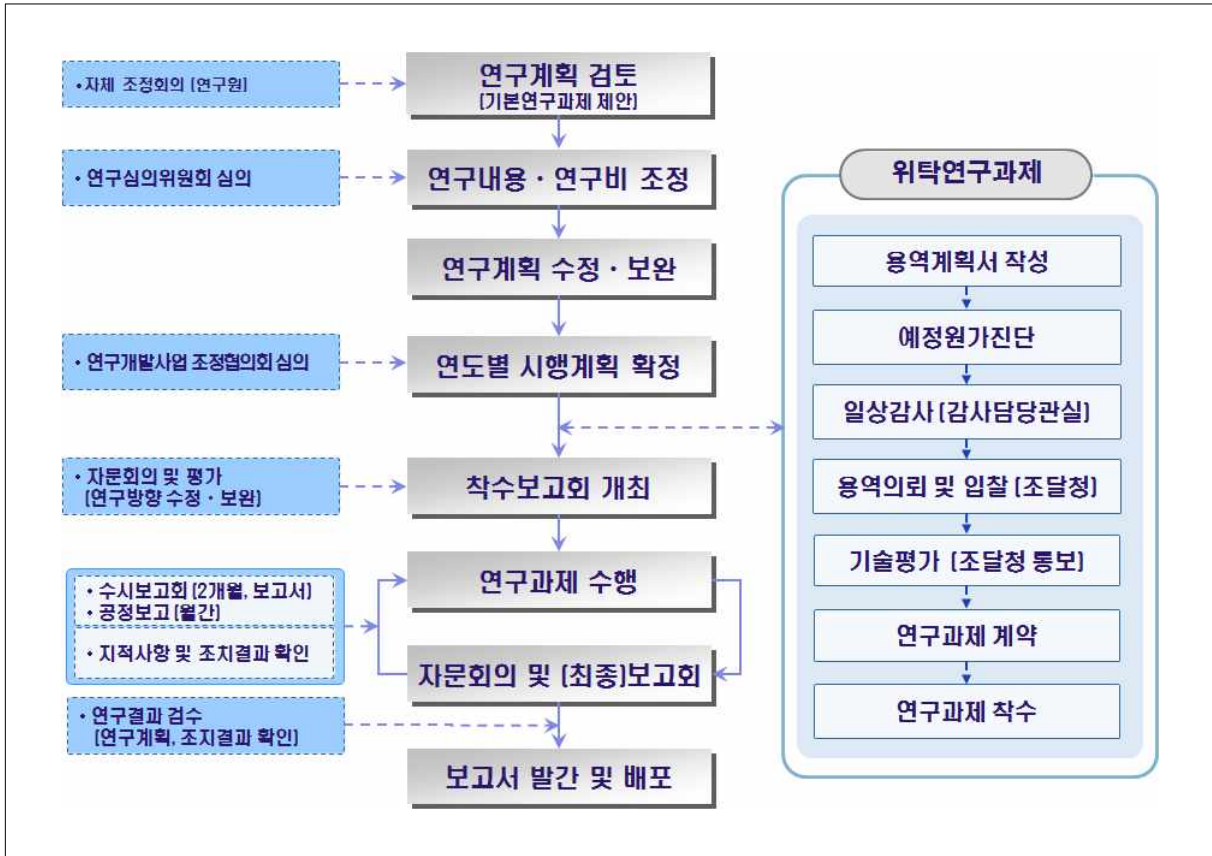 • 자체 조정회의 (연구원)
연구계획 검토
(기본연구과제 제안)
• 연구심의위원회 심의
연구내용 · 연구비 조정
연구계획 수정 · 보완
• 연구개발사업 조정협의회 심의
연도별 시행계획 확정
• 자문회의 및 평가
(연구방향 수정 · 보완)
착수보고회 개최
• 수시보고회 (2개월, 보고서)
• 공정보고 (월간)
• 지적사항 및 조치결과 확인
연구과제 수행
자문회의 및 (최종)보고회
• 연구결과 검수
(연구계획, 조지결과 확인)
보고서 발간 및 배포
위탁연구과제
용역계획서 작성
예정원가진단
일상감사 (감사담당관실)
용역의뢰 및 입찰 (조달청)
기술평가 (조달청 통보)
연구과제 계약
연구과제 착수